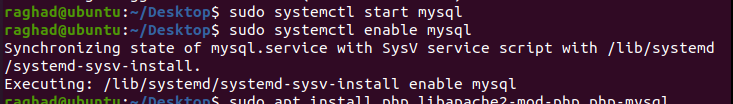 raghad@ubuntu:~/Desktop$ sudo systemctl start mysql
raghad@ubuntu:~/Desktop$ sudo systemctl enable mysql
Synchronizing state of mysql.service with SysV service script with /lib/systemd
/systemd-sysv-install.
Executing: /lib/systemd/systemd-sysv-install enable mysql
raghad@ubuntu:~/Desktop$ sudo apt install php libapache2-mod-php php-mysql